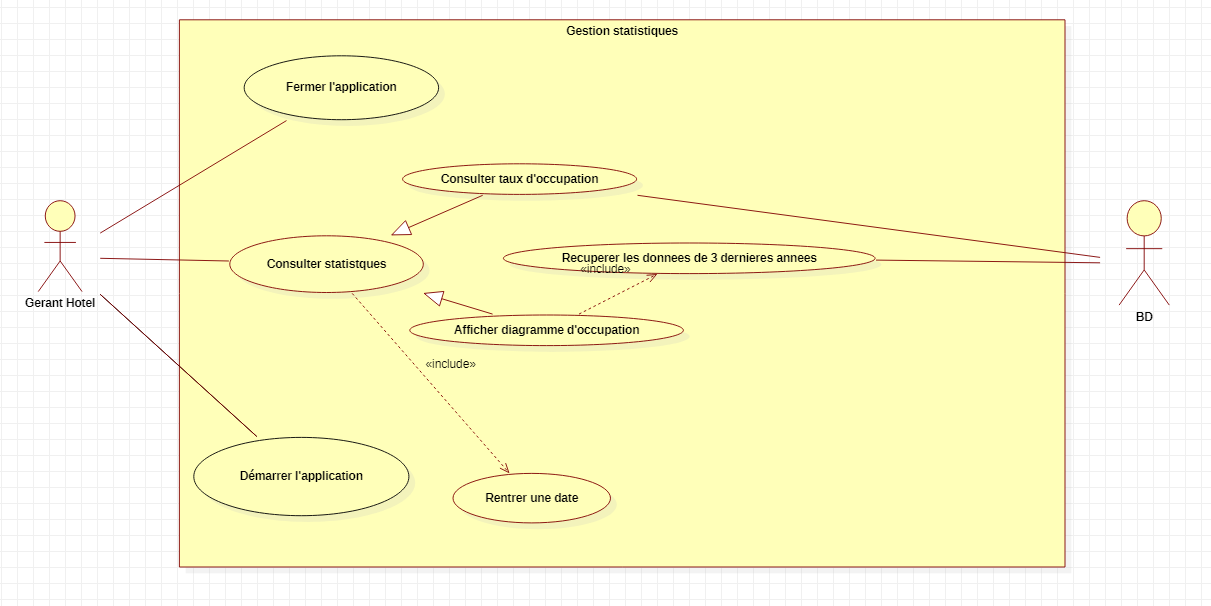 Gestion statistiques
Fermer l'application
Consulter taux d'occupation
Consulter statistques
Recuperer les donnees de 3 dernieres annees
«include»
Gerant Hotel
BD
Afficher diagramme d'occupation
«include»
Démarrer l'application
Rentrer une date